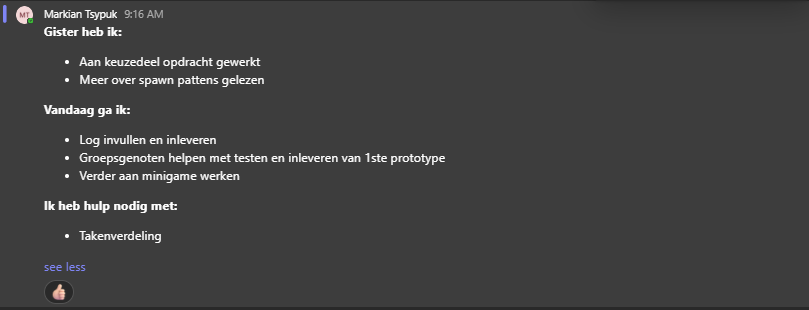 MT
Markian Tsypuk 9:16 AM
Gister heb ik:
Aan keuzedeel opdracht gewerkt
Meer over spawn pattens gelezen
Vandaag ga ik:
Log invullen en inleveren
Groepsgenoten helpen met testen en inleveren van 1ste prototype
Verder aan minigame werken
Ik heb hulp nodig met:
Takenverdeling
see less